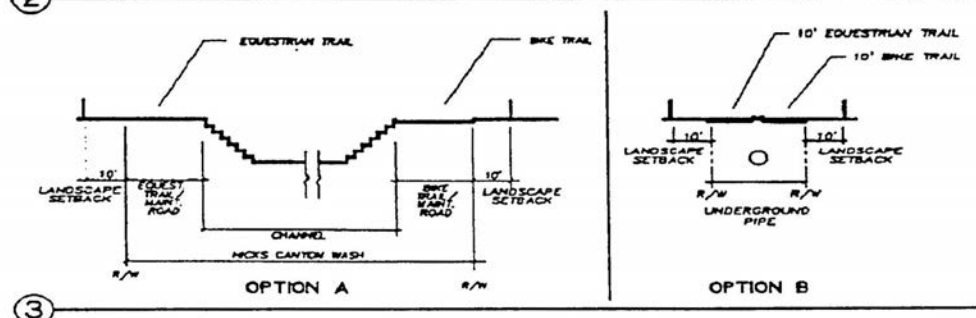 2
EQUESTRIAN TRAIL
BIKE TRAIL
10'
LANDSCAPE
SETBACK
EQUEST.
TRAIL/
MAINT.
ROAD
BIKE
TRAIL/
MAINT.
ROAD
10'
LANDSCAPE
SETBACK
CHANNEL
HICKS CANYON WASH
R/W
R/W
OPTION A
10' EQUESTRIAN TRAIL
10' BIKE TRAIL
10'
LANDSCAPE
SETBACK
10'
LANDSCAPE
SETBACK
R/W
R/W
UNDERGROUND
PIPE
OPTION B
3